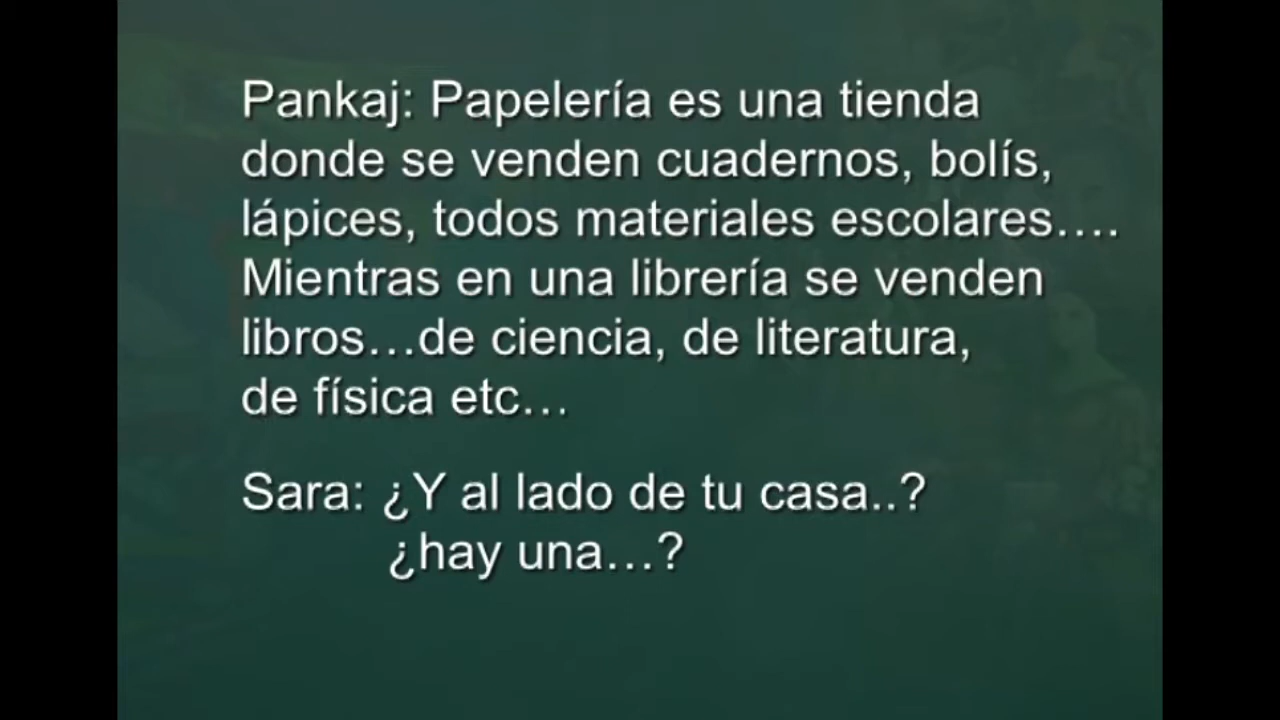 Pankaj: Papelería es una tienda
donde se venden cuadernos, bolís,
lápices, todos materiales escolares….
Mientras en una librería se venden
libros…de ciencia, de literatura,
de física etc…
Sara: ¿Y al lado de tu casa..?
¿hay una…?